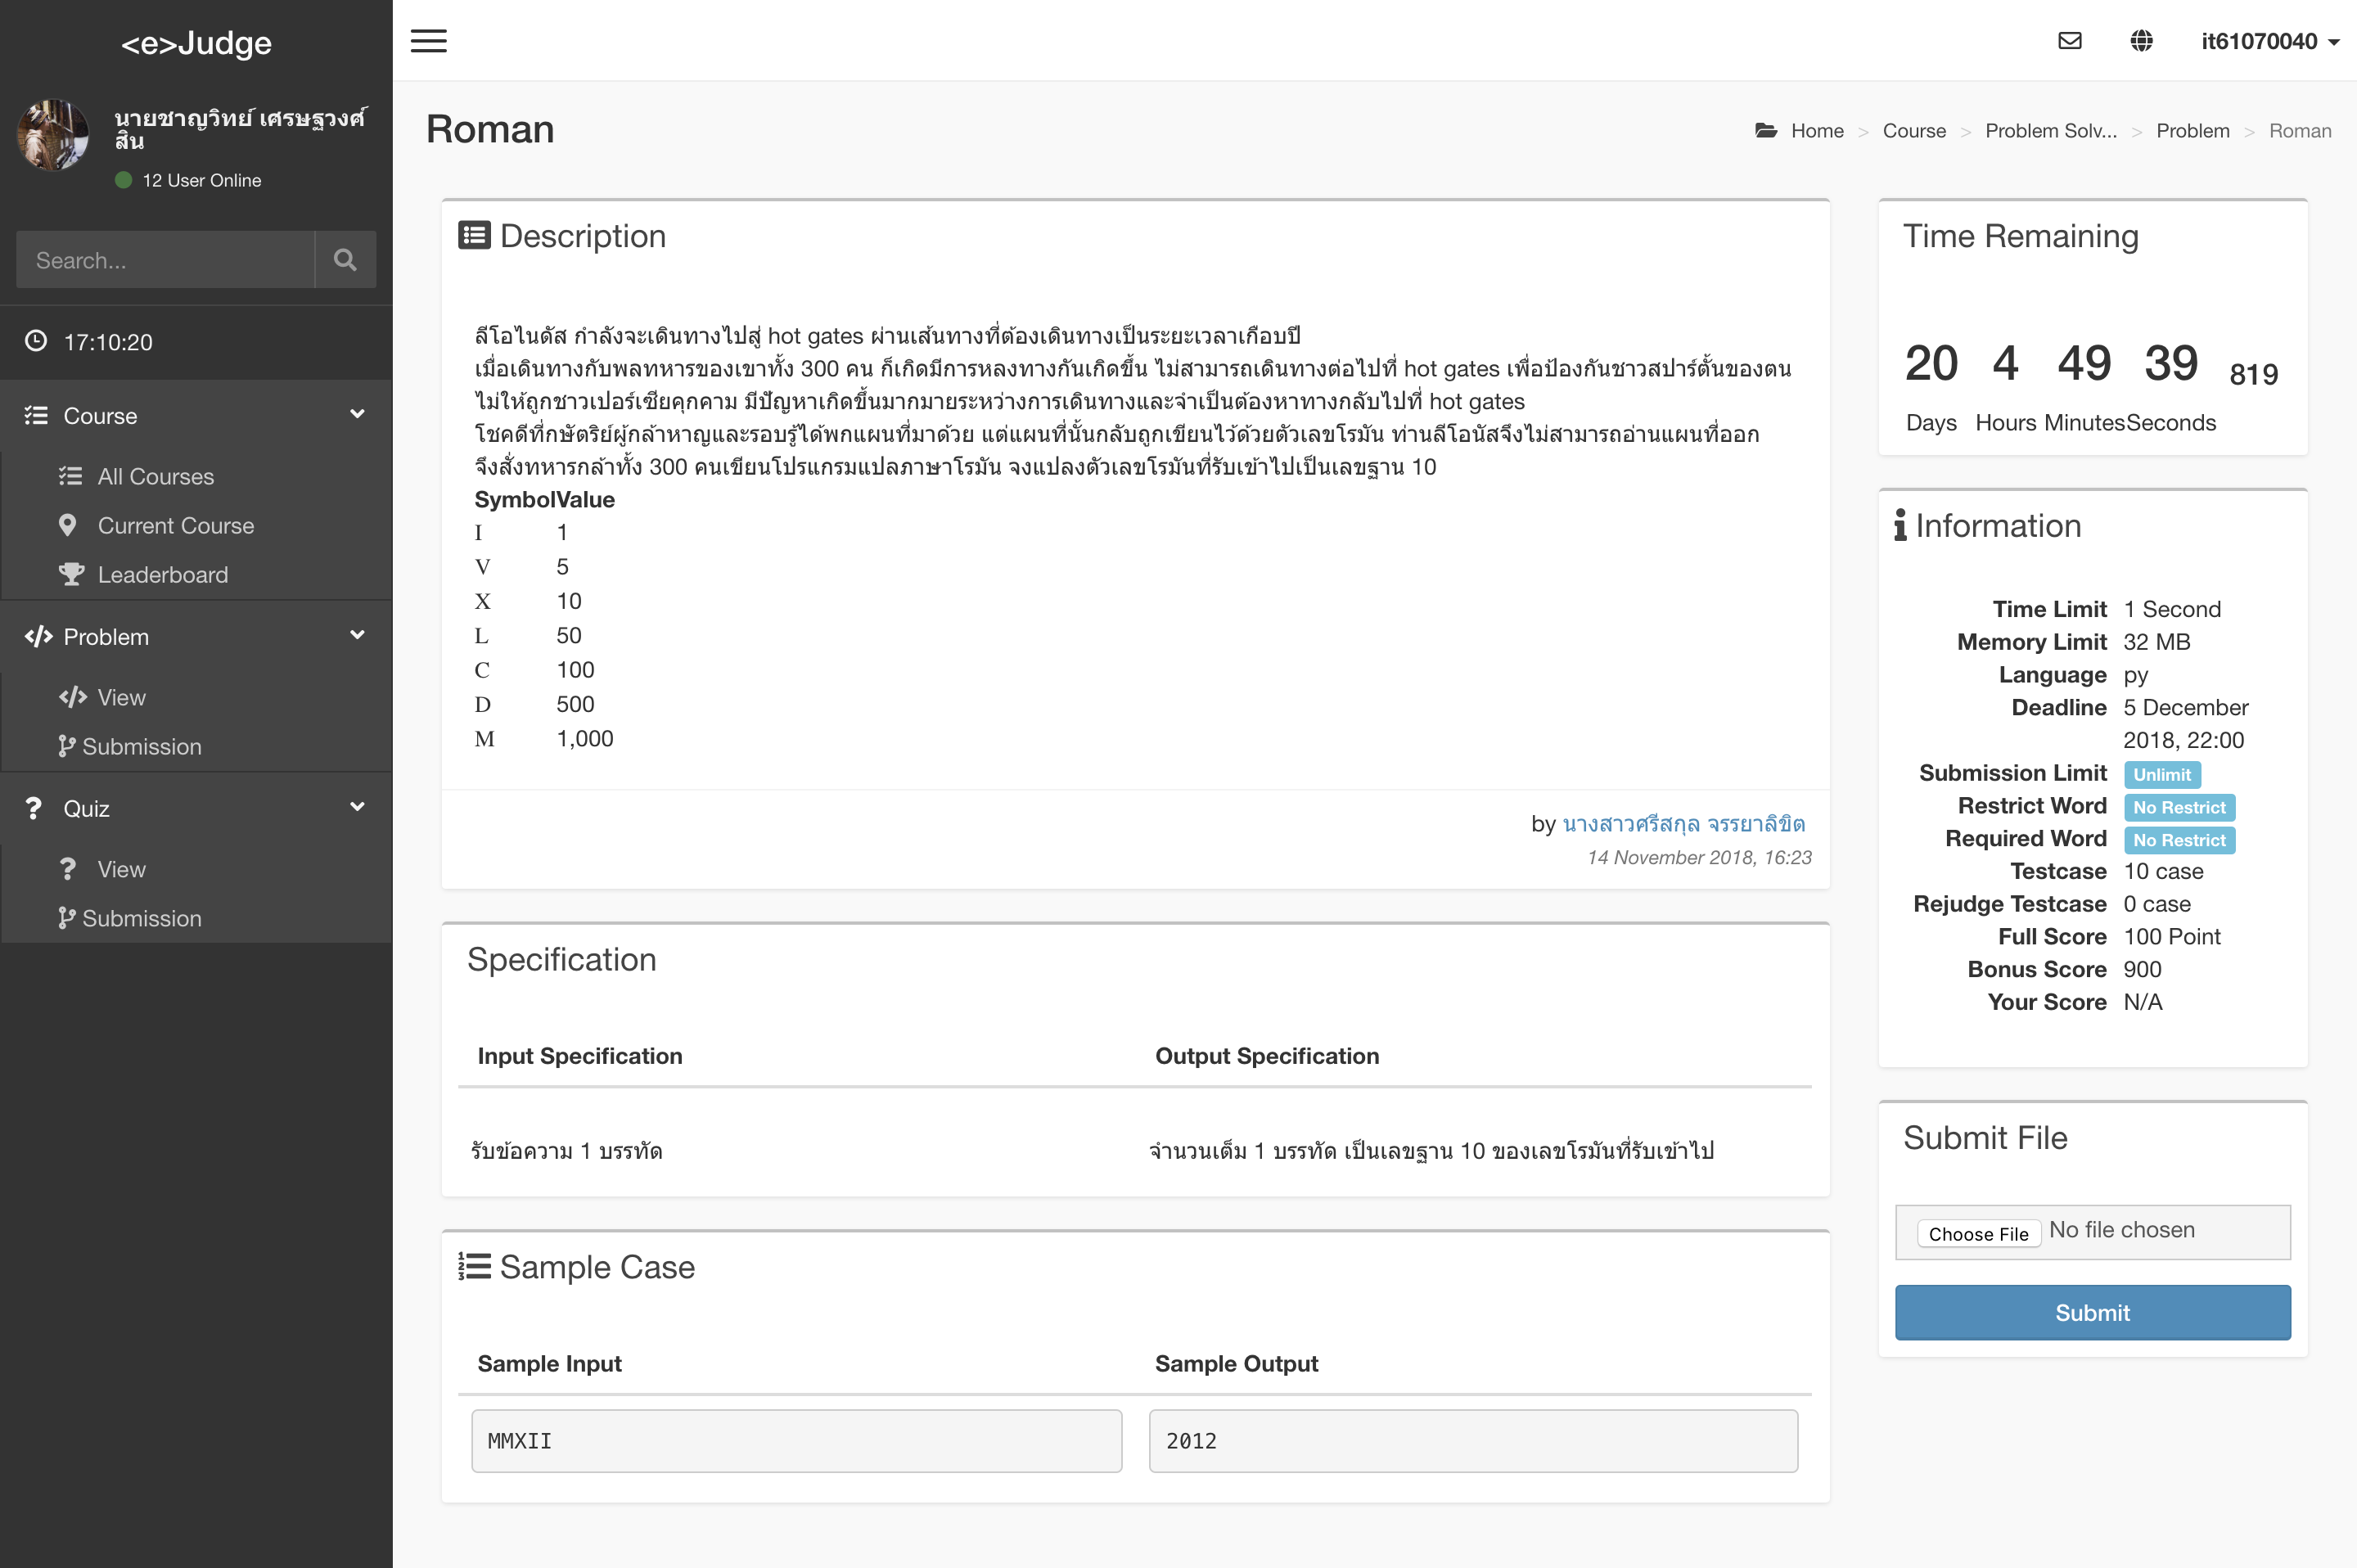 <e>Judge
นายชาญวิทย์ เศรษฐวงศ์
สิน
12 User Online
Search...
17:10:20
Course
All Courses
Current Course
Leaderboard
Problem
View
Submission
Quiz
View
Submission
it61070040
Roman
Home > Course > Problem Solv... > Problem > Roman
Description
ลีโอไนดัส กำลังจะเดินทางไปสู่ hot gates ผ่านเส้นทางที่ต้องเดินทางเป็นระยะเวลาเกือบปี
เมื่อเดินทางกับพลทหารของเขาทั้ง 300 คน ก็เกิดมีการหลงทางกันเกิดขึ้น ไม่สามารถเดินทางต่อไปที่ hot gates เพื่อป้องกันชาวสปาร์ตั้นของตน
ไม่ให้ถูกชาวเปอร์เซียคุกคาม มีปัญหาเกิดขึ้นมากมายระหว่างการเดินทางและจำเป็นต้องหาทางกลับไปที่ hot gates
โชคดีที่กษัตริย์ผู้กล้าหาญและรอบรู้ได้พกแผนที่มาด้วย แต่แผนที่นั้นกลับถูกเขียนไว้ด้วยตัวเลขโรมัน ท่านลีโอนัสจึงไม่สามารถอ่านแผนที่ออก
จึงสั่งทหารกล้าทั้ง 300 คนเขียนโปรแกรมแปลภาษาโรมัน จงแปลงตัวเลขโรมันที่รับเข้าไปเป็นเลขฐาน 10
SymbolValue
I 1
V 5
X 10
L 50
C 100
D 500
M 1,000
by นางสาวศรีสกุล จรรยาลิขิต
14 November 2018, 16:23
Specification
Input Specification Output Specification
รับข้อความ 1 บรรทัด จำนวนเต็ม 1 บรรทัด เป็นเลขฐาน 10 ของเลขโรมันที่รับเข้าไป
Sample Case
Sample Input Sample Output
MMXII 2012
Time Remaining
20 4 49 39 819
Days Hours MinutesSeconds
Information
Time Limit 1 Second
Memory Limit 32 MB
Language py
Deadline 5 December
2018, 22:00
Submission Limit Unlimit
Restrict Word No Restrict
Required Word No Restrict
Testcase 10 case
Rejudge Testcase 0 case
Full Score 100 Point
Bonus Score 900
Your Score N/A
Submit File
Choose File No file chosen
Submit